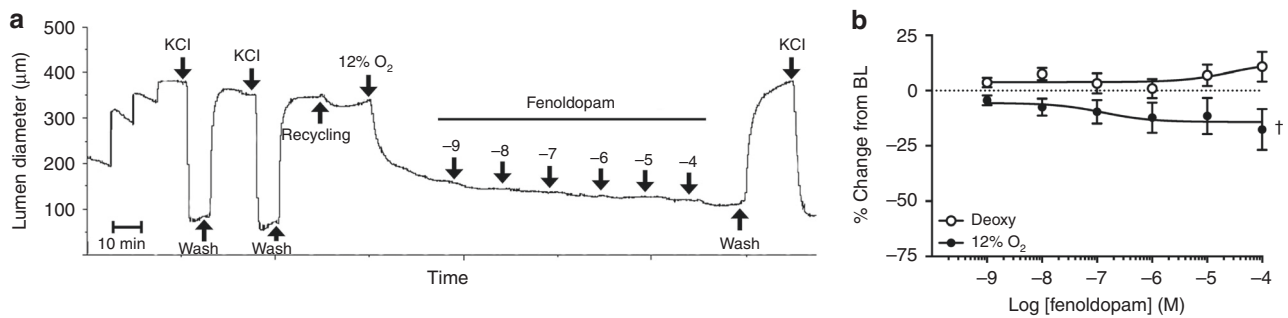 a
Lumen diameter (μm)
500
400
300
200
100
10 min
KCl
Wash
KCl
Wash
Recycling
12% O₂
Fenoldopam
–9
–8
–7
–6
–5
–4
Wash
KCl
Time
b
% Change from BL
25
0
–25
–50
–75
†
Deoxy
12% O₂
–9 –8 –7 –6 –5 –4
Log [fenoldopam] (M)